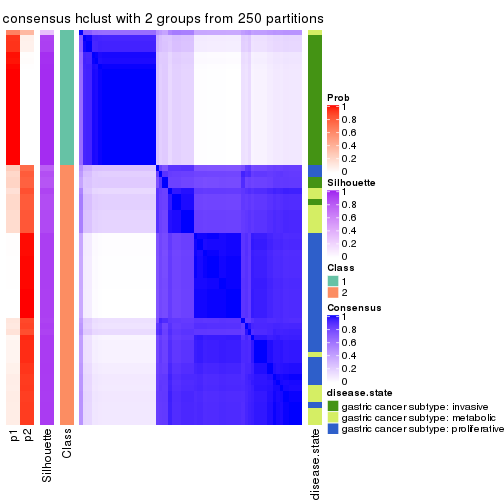 consensus hclust with 2 groups from 250 partitions
Prob
1
0.8
0.6
0.4
0.2
0
Silhouette
1
0.8
0.6
0.4
0.2
0
Class
1
2
Consensus
1
0.8
0.6
0.4
0.2
0
disease.state
gastric cancer subtype: invasive
gastric cancer subtype: metabolic
gastric cancer subtype: proliferative
p1
p2
Silhouette
Class
disease.state